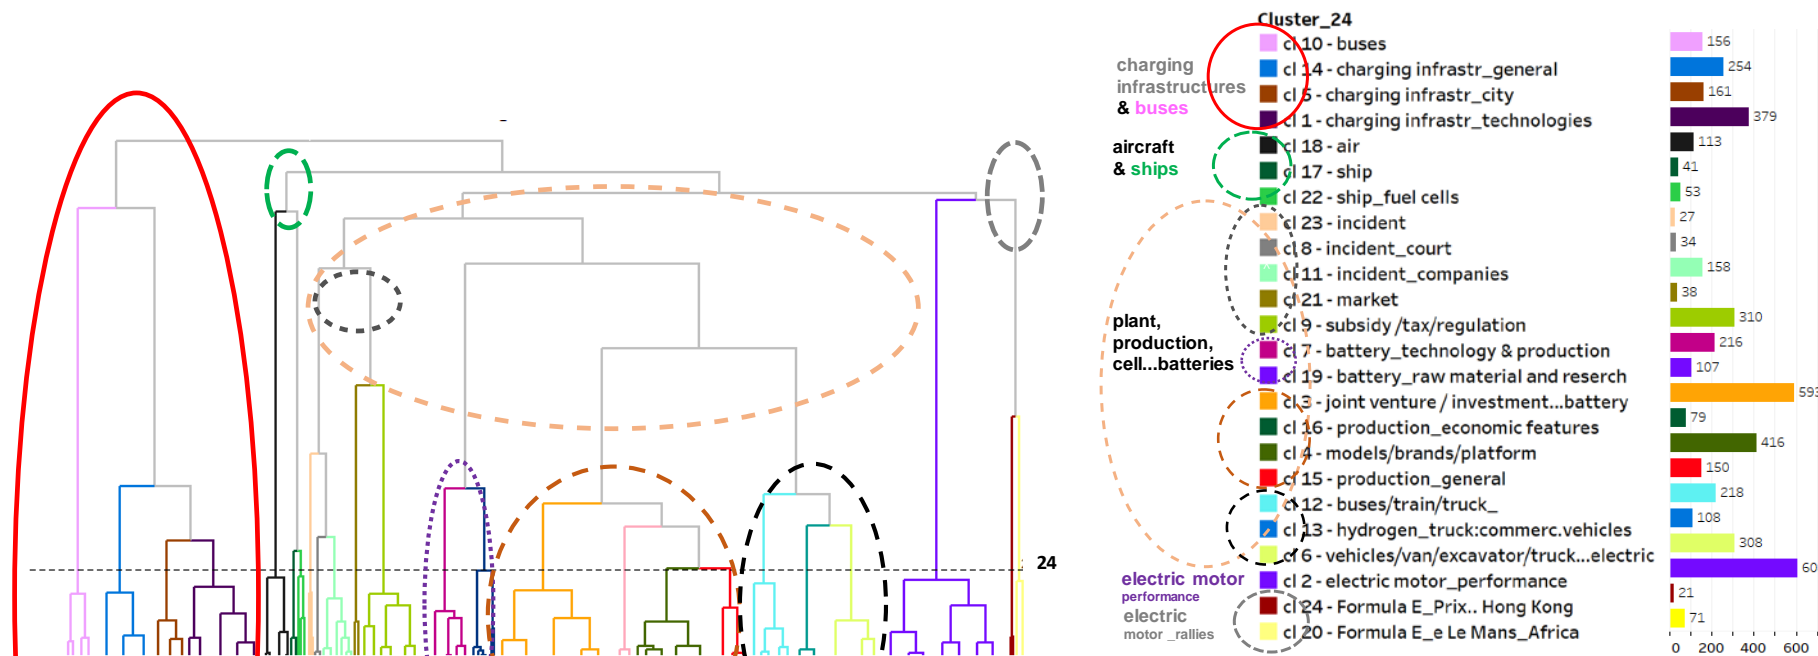 Cluster_24
cl 10 - buses
cl 14 - charging infrastr_general
cl 5 - charging infrastr_city
cl 1 - charging infrastr_technologies
cl 18 - air
cl 17 - ship
cl 22 - ship_fuel cells
cl 23 - incident
cl 8 - incident_court
cl 11 - incident_companies
cl 21 - market
cl 9 - subsidy /tax/regulation
cl 7 - battery_technology & production
cl 19 - battery_raw material and reserch
cl 3 - joint venture / investment...battery
cl 16 - production_economic features
cl 4 - models/brands/platform
cl 15 - production_general
cl 12 - buses/train/truck_
cl 13 - hydrogen_truck:commerc.vehicles
cl 6 - vehicles/van/excavator/truck...electric
cl 2 - electric motor_performance
cl 24 - Formula E_Prix.. Hong Kong
cl 20 - Formula E_e Le Mans_Africa
charging
infrastructures
& buses
aircraft
& ships
plant,
production,
cell...batteries
electric motor
performance
electric
motor _rallies
24
156
254
161
379
113
41
53
27
34
158
38
310
216
107
593
79
416
150
218
108
308
60
21
71
0 200 400 600